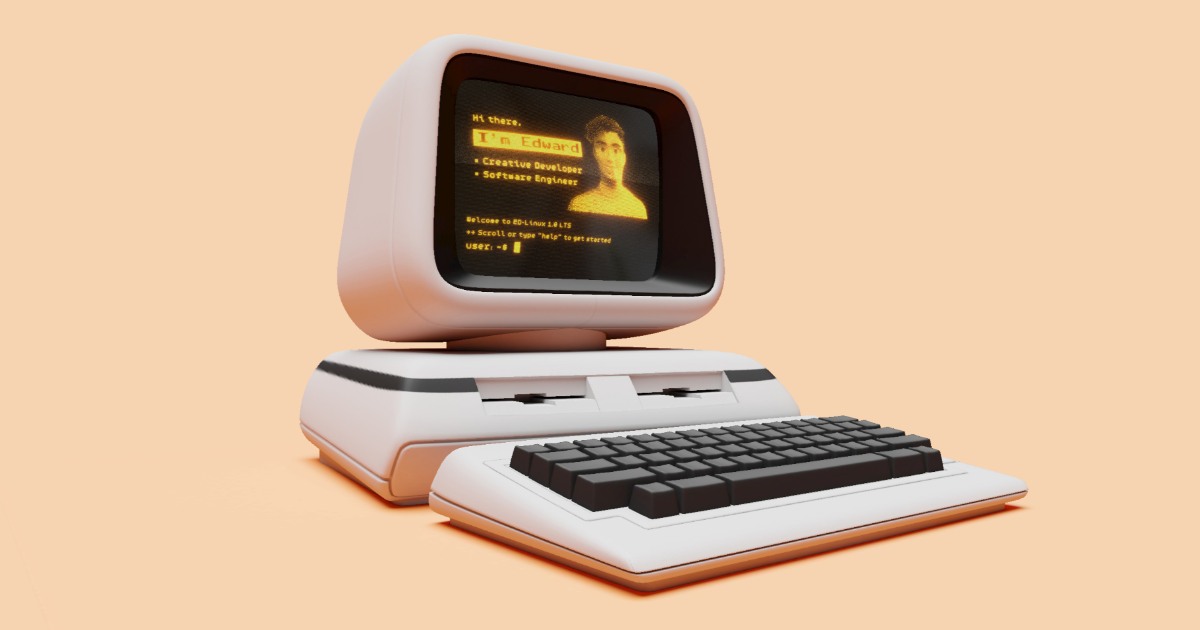 Hi there,
I'm Edward
• Creative Developer
• Software Engineer
Welcome to ED-Linux 1.0 LTS
++ Scroll or type "help" to get started
user:~$